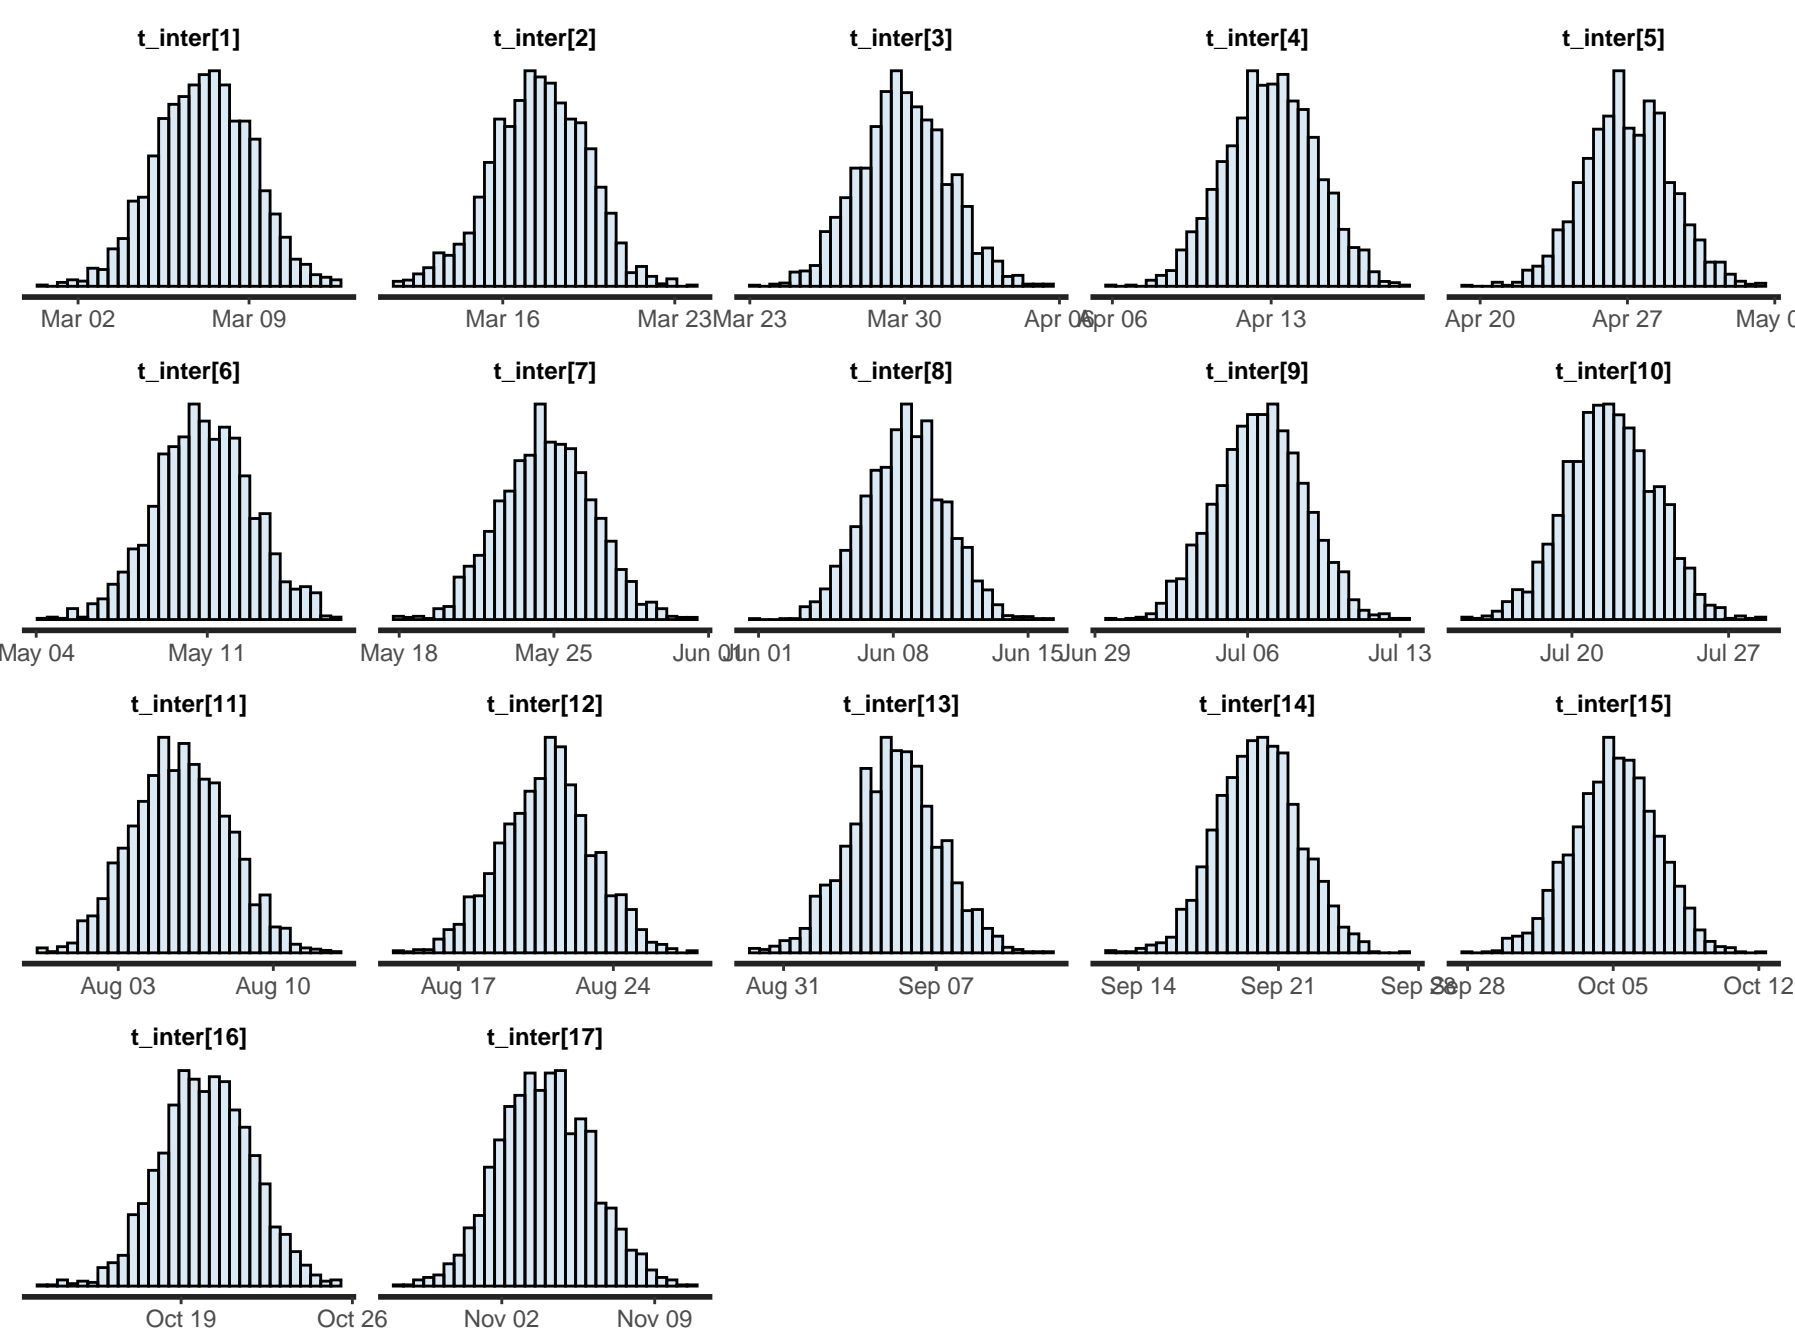 t_inter[1] t_inter[2] t_inter[3] t_inter[4] t_inter[5]
Mar 02 Mar 09 Mar 16 Mar 23 Mar 23 Mar 30 Apr 06 Apr 06 Apr 13 Apr 20 Apr 27 May 0
t_inter[6] t_inter[7] t_inter[8] t_inter[9] t_inter[10]
May 04 May 11 May 18 May 25 Jun 01 Jun 01 Jun 08 Jun 15 Jun 29 Jul 06 Jul 13 Jul 20 Jul 27
t_inter[11] t_inter[12] t_inter[13] t_inter[14] t_inter[15]
Aug 03 Aug 10 Aug 17 Aug 24 Aug 31 Sep 07 Sep 14 Sep 21 Sep 28 Sep 28 Oct 05 Oct 12
t_inter[16] t_inter[17]
Oct 19 Oct 26 Nov 02 Nov 09